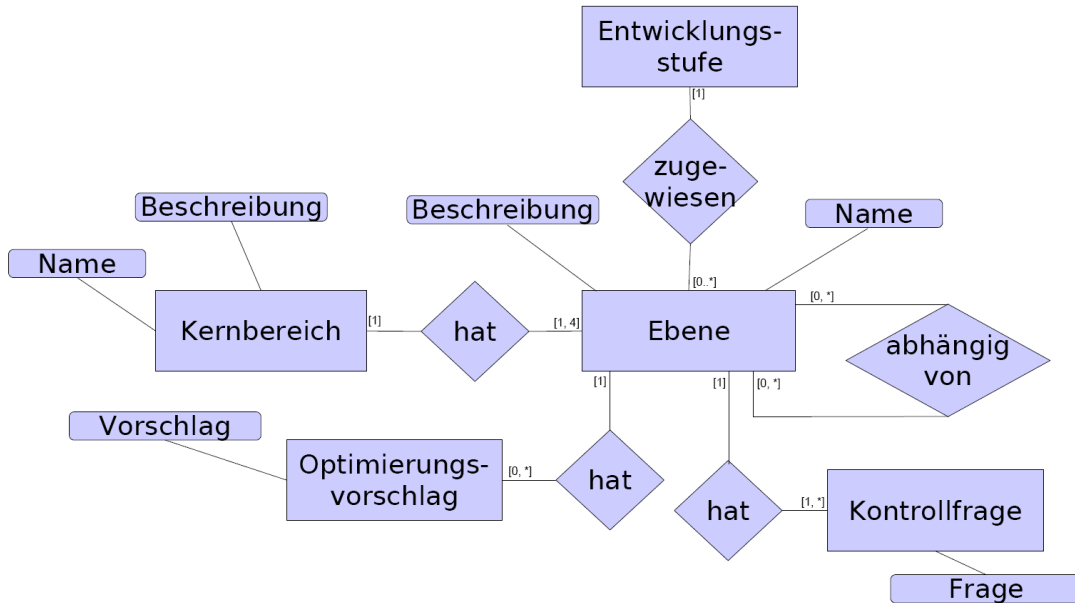 Entwicklungs-
stufe
[1]
zuge-
wiesen
Beschreibung
Beschreibung
Name
Name
[0..*]
[0, *]
Kernbereich
[1]
hat
[1, 4]
Ebene
abhängig
von
[1]
[1]
[0, *]
Vorschlag
Optimierungs-
vorschlag
[0, *]
hat
hat
[1, *]
Kontrollfrage
Frage